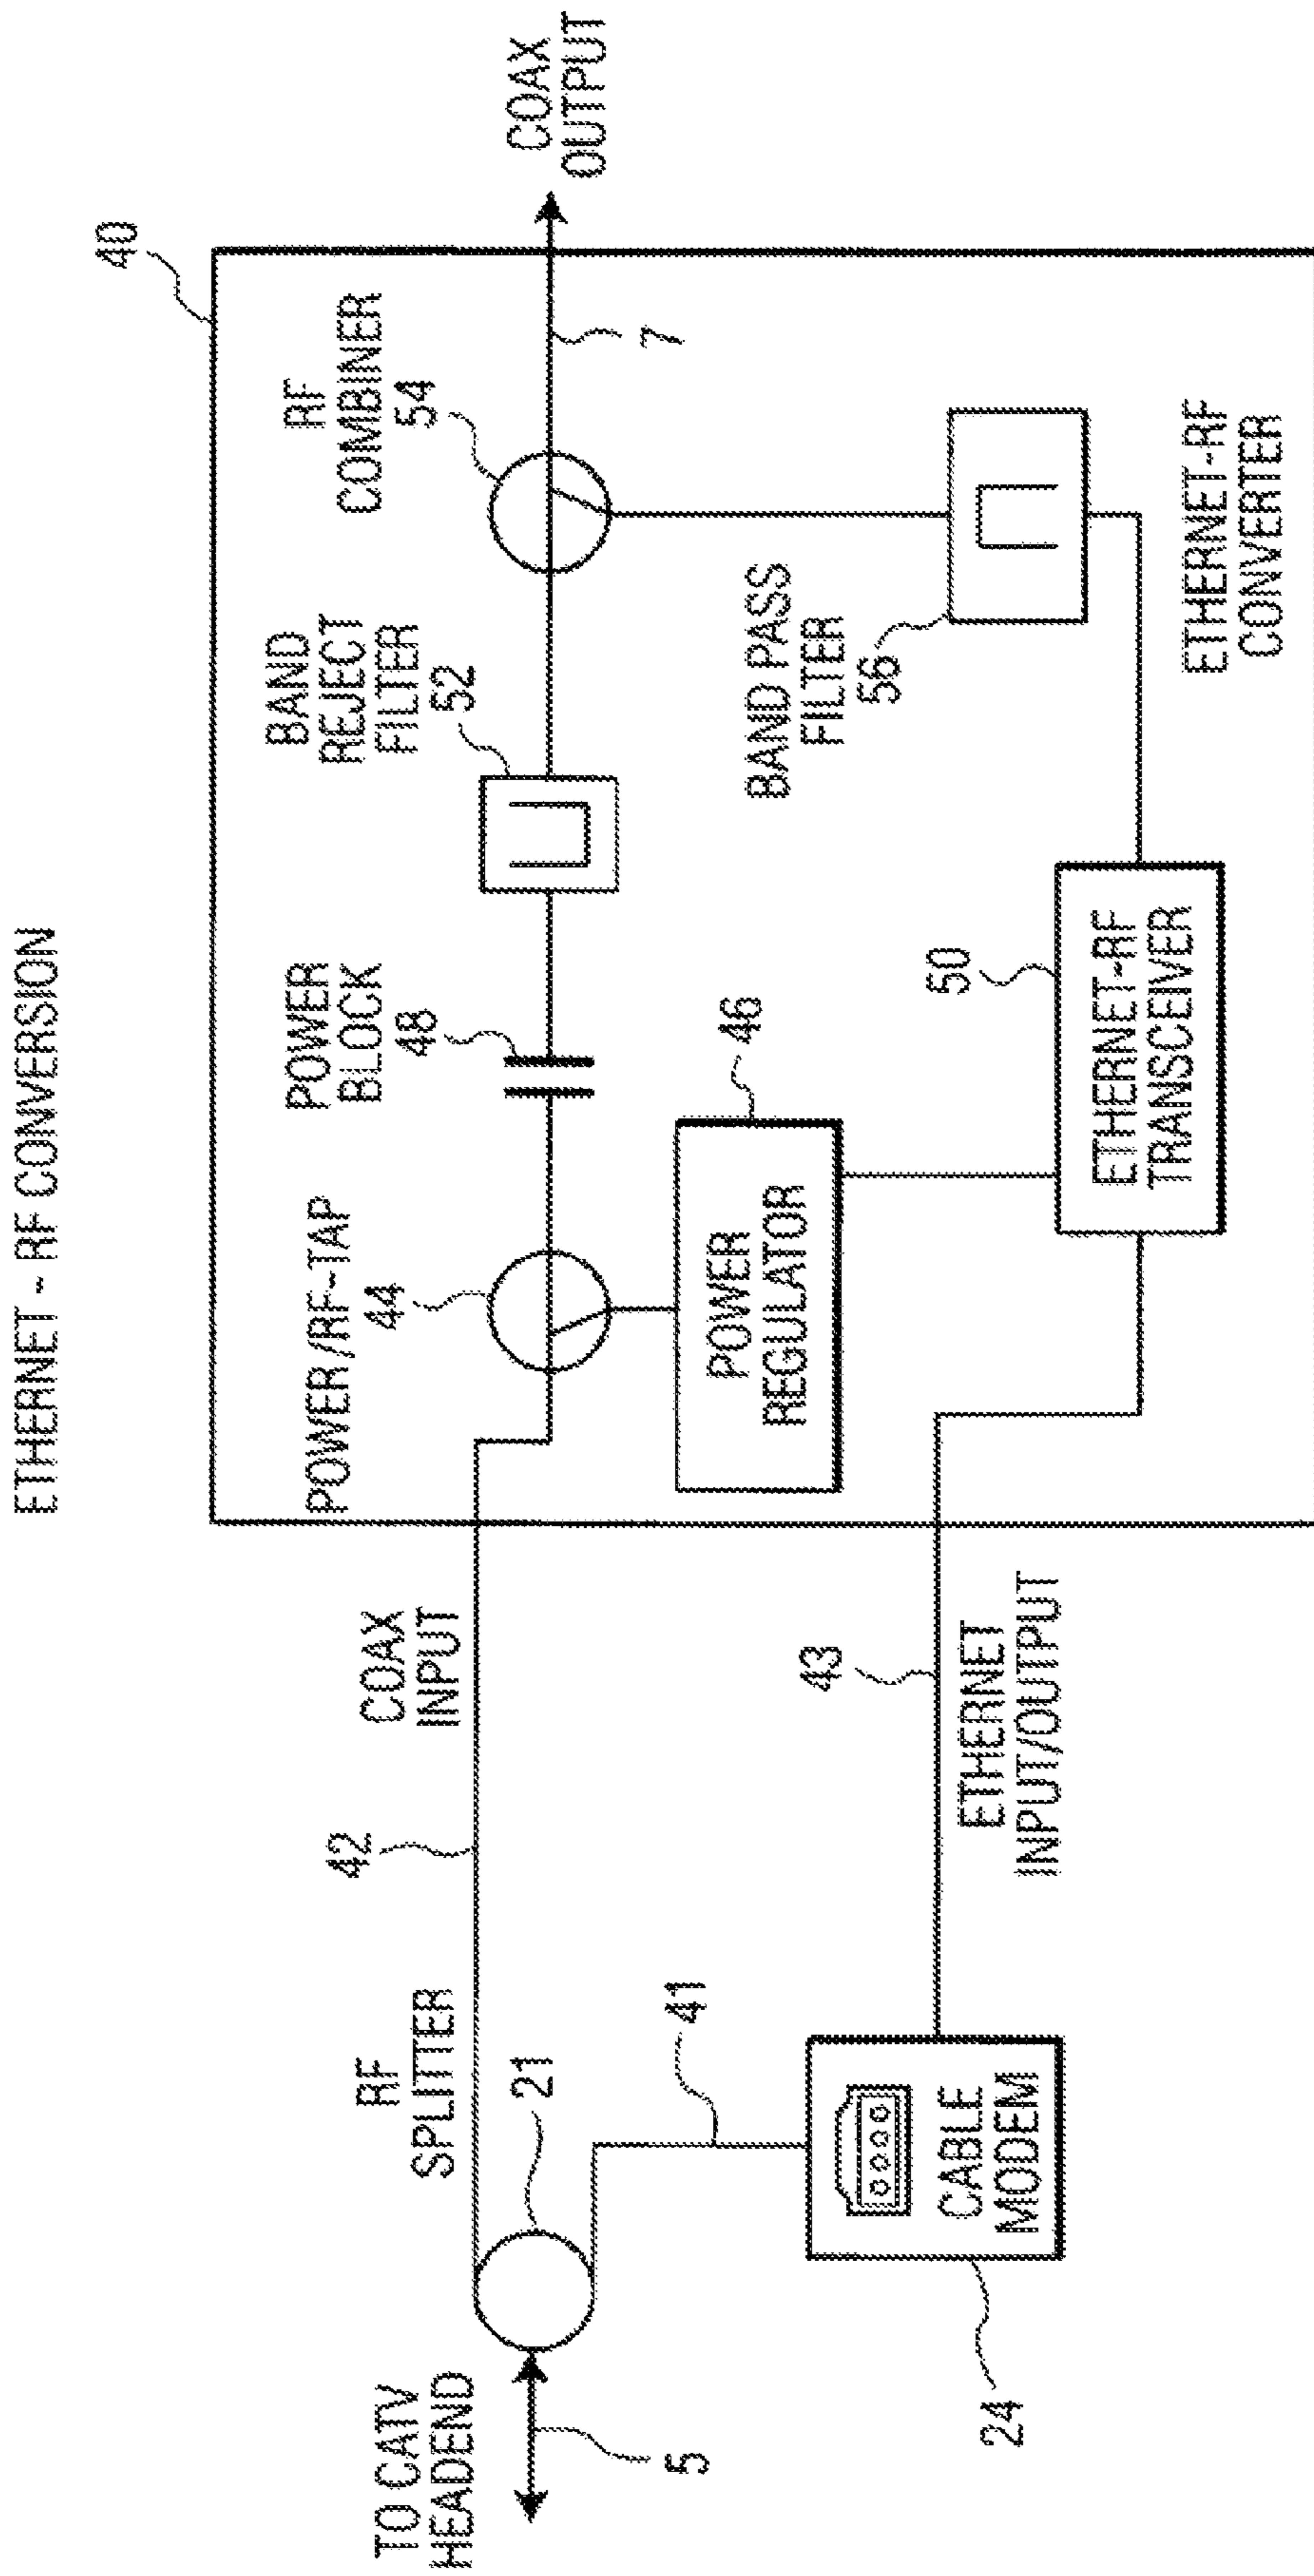 ETHERNET - RF CONVERSION
40
POWER/RF-TAP
44
POWER
BLOCK
48
BAND
REJECT
FILTER
52
RF
COMBINER
54
COAX
OUTPUT
7
TO CATV
HEADEND
5
RF
SPLITTER
21
42
COAX
INPUT
41
CABLE
MODEM
24
43
ETHERNET
INPUT/OUTPUT
POWER
REGULATOR
46
50
ETHERNET-RF
TRANSCEIVER
BAND PASS
FILTER
56
ETHERNET-RF
CONVERTER